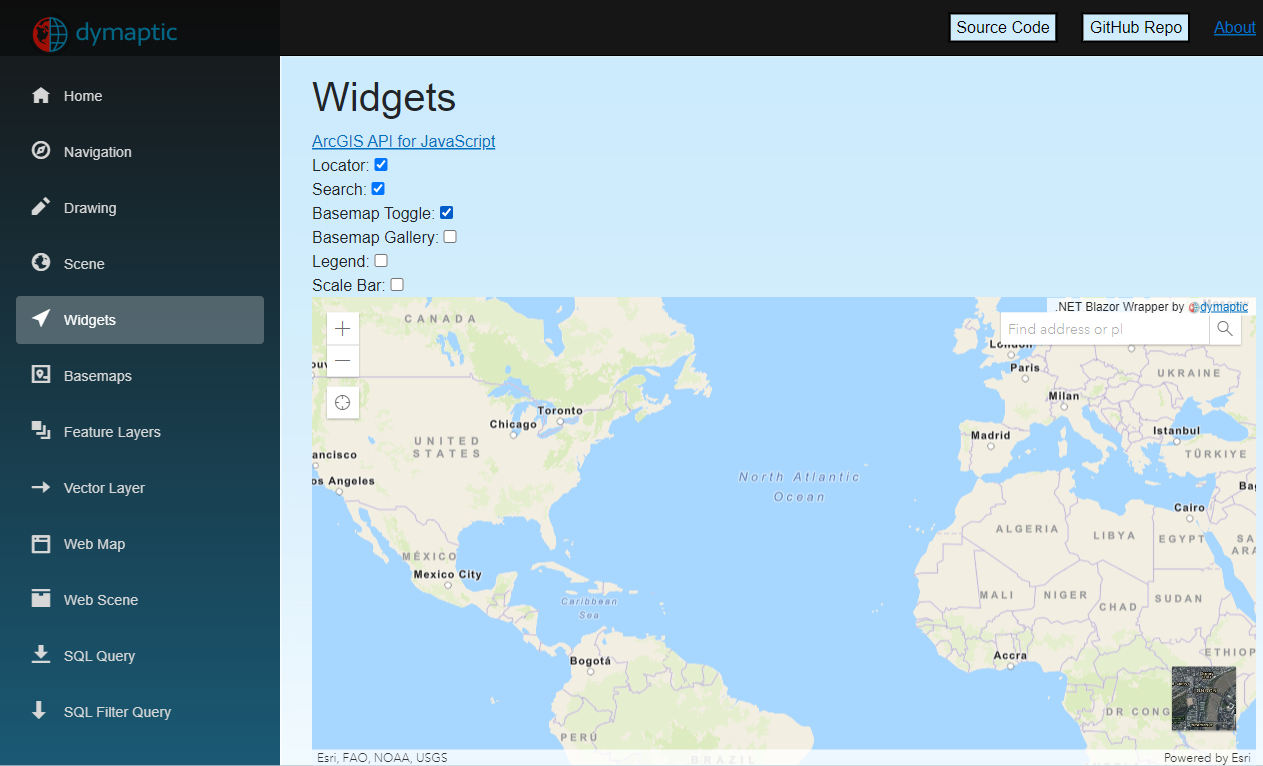 dymaptic
Source Code
GitHub Repo
About
Home
Navigation
Drawing
Scene
Widgets
Basemaps
Feature Layers
Vector Layer
Web Map
Web Scene
SQL Query
SQL Filter Query
Widgets
ArcGIS API for JavaScript
Locator:
Search:
Basemap Toggle:
Basemap Gallery:
Legend:
Scale Bar:
.NET Blazor Wrapper by dymaptic
Find address or pl
CANADA
London
Paris
UKRAINE
Milan
Toronto
Chicago
UNITED
STATES
Madrid
Istanbul
TÜRKIYE
ancisco
os Angeles
North Atlantic
Ocean
Cairo
ALGERIA
LIBYA
EGYPT
MÉXICO
Mexico City
Caribbean
Sea
MALI
NIGER
CHAD
SUDAN
Bogotá
Accra
ETHIOP
DR CONG
PERÚ
BRAZIL
Esri, FAO, NOAA, USGS
Powered by Esri